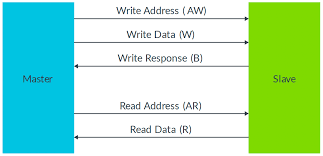 Write Address ( AW)
Write Data (W)
Write Response (B)
Master
Slave
Read Address (AR)
Read Data (R)